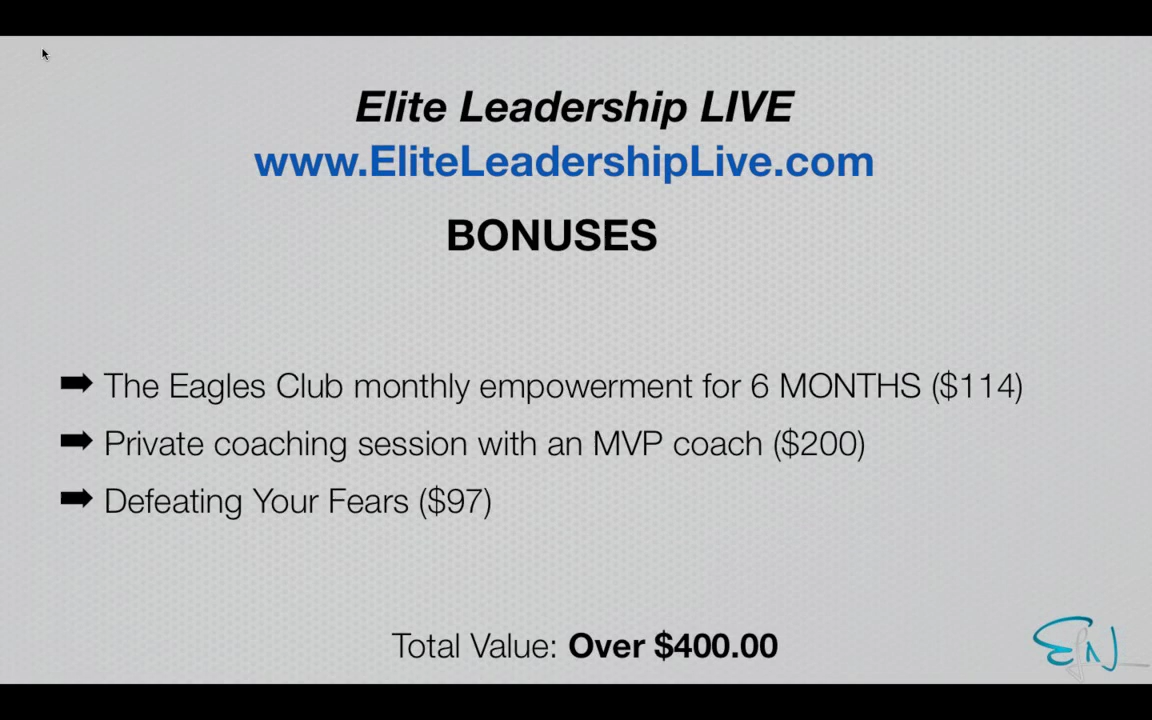 Elite Leadership LIVE
www.EliteLeadershipLive.com
BONUSES
➡ The Eagles Club monthly empowerment for 6 MONTHS ($114)
➡ Private coaching session with an MVP coach ($200)
➡ Defeating Your Fears ($97)
Total Value: Over $400.00